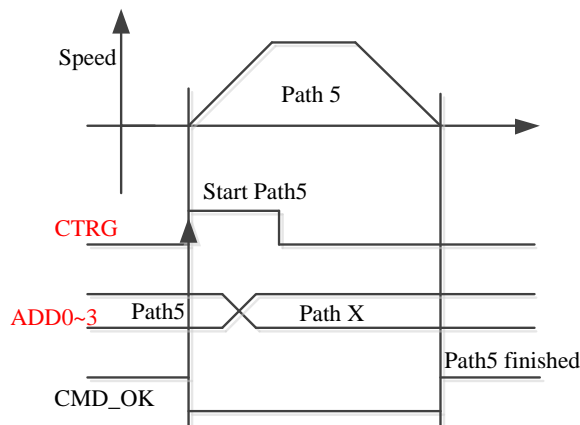 Speed
Path 5
Start Path5
CTRG
ADD0~3
Path5
Path X
Path5 finished
CMD_OK